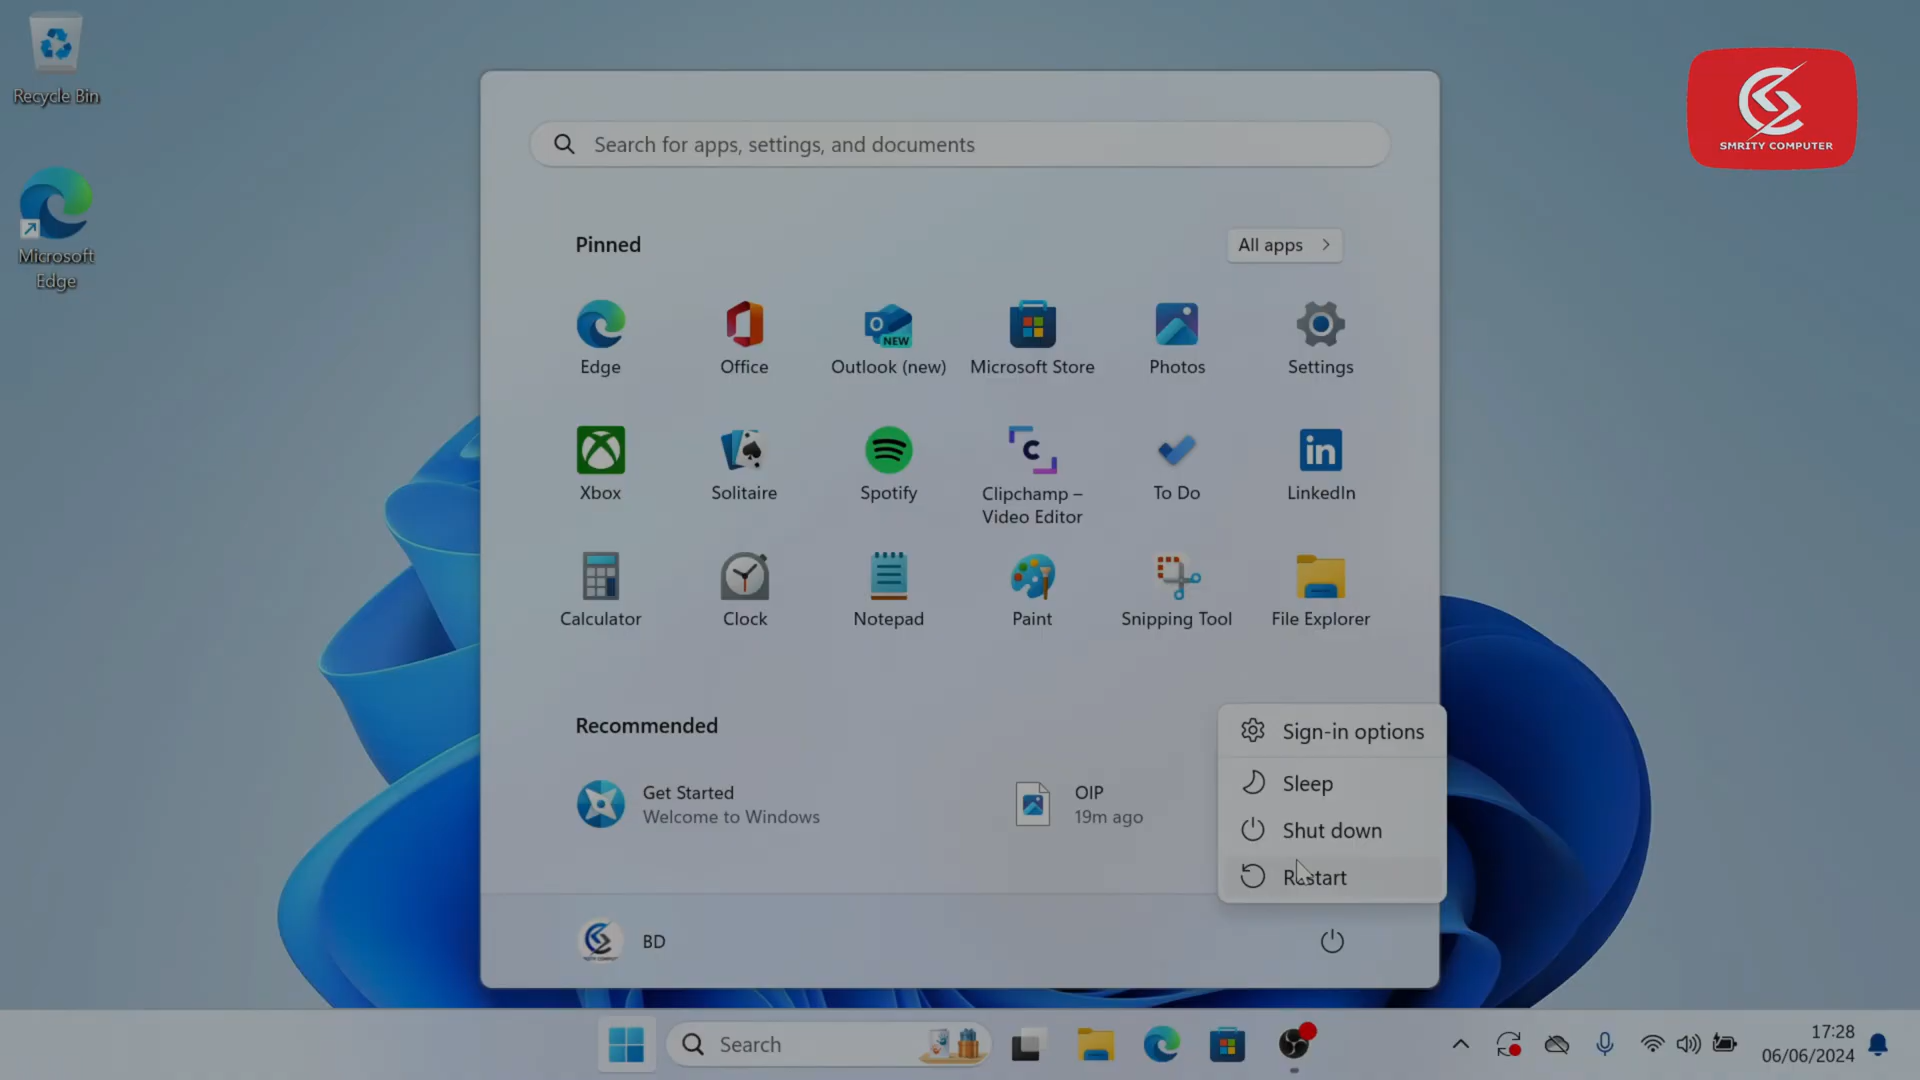 Recycle Bin
Microsoft
Edge
SMRITY COMPUTER
Search for apps, settings, and documents
Pinned
All apps
Edge
Office
NEW
Outlook (new)
Microsoft Store
Photos
Settings
Xbox
Solitaire
Spotify
Clipchamp –
Video Editor
To Do
LinkedIn
Calculator
Clock
Notepad
Paint
Snipping Tool
File Explorer
Recommended
Get Started
Welcome to Windows
OIP
19m ago
Sign-in options
Sleep
Shut down
Restart
BD
Search
17:28
06/06/2024